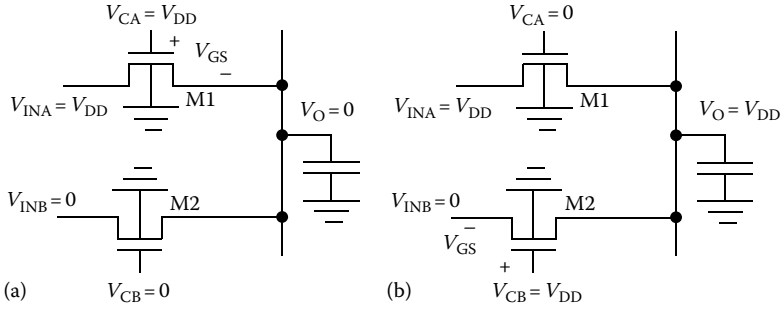 V_CA = V_DD
+
V_GS
−
V_INA = V_DD
M1
V_O = 0
V_INB = 0
M2
(a)
V_CB = 0
V_CA = 0
V_INA = V_DD
M1
V_O = V_DD
V_INB = 0
M2
−
V_GS
+
(b)
V_CB = V_DD